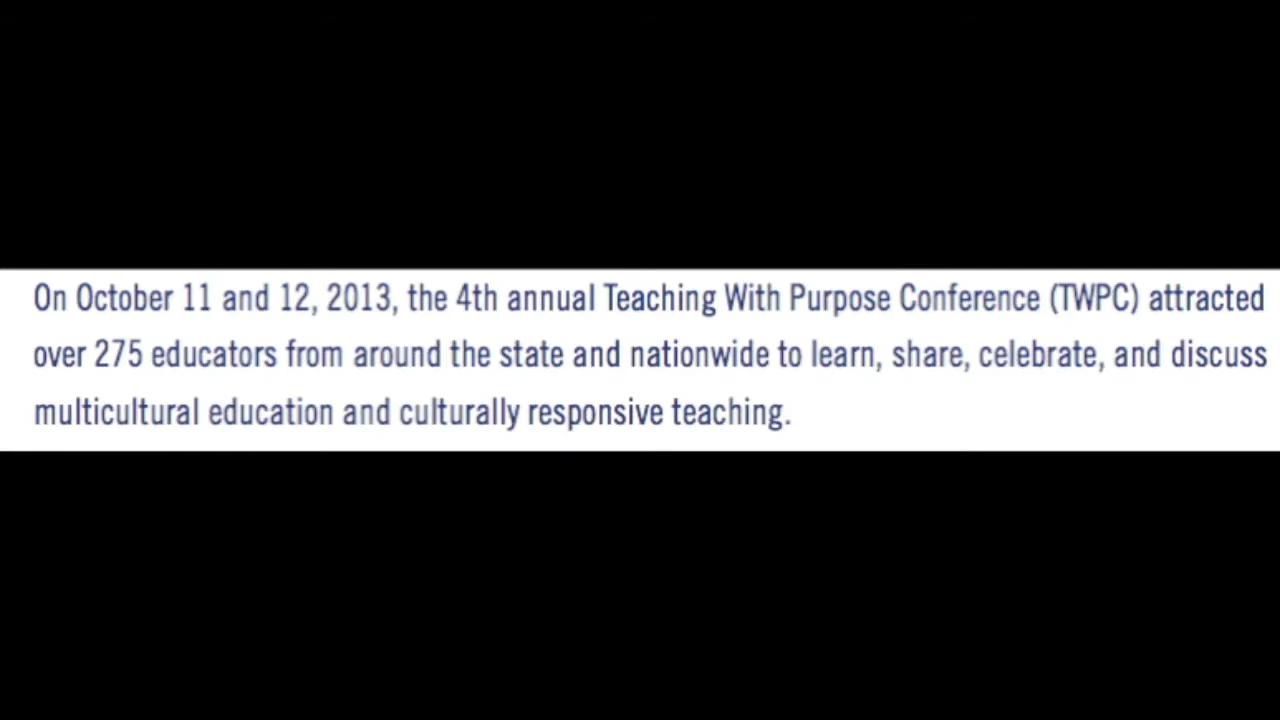 On October 11 and 12, 2013, the 4th annual Teaching With Purpose Conference (TWPC) attracted
over 275 educators from around the state and nationwide to learn, share, celebrate, and discuss
multicultural education and culturally responsive teaching.